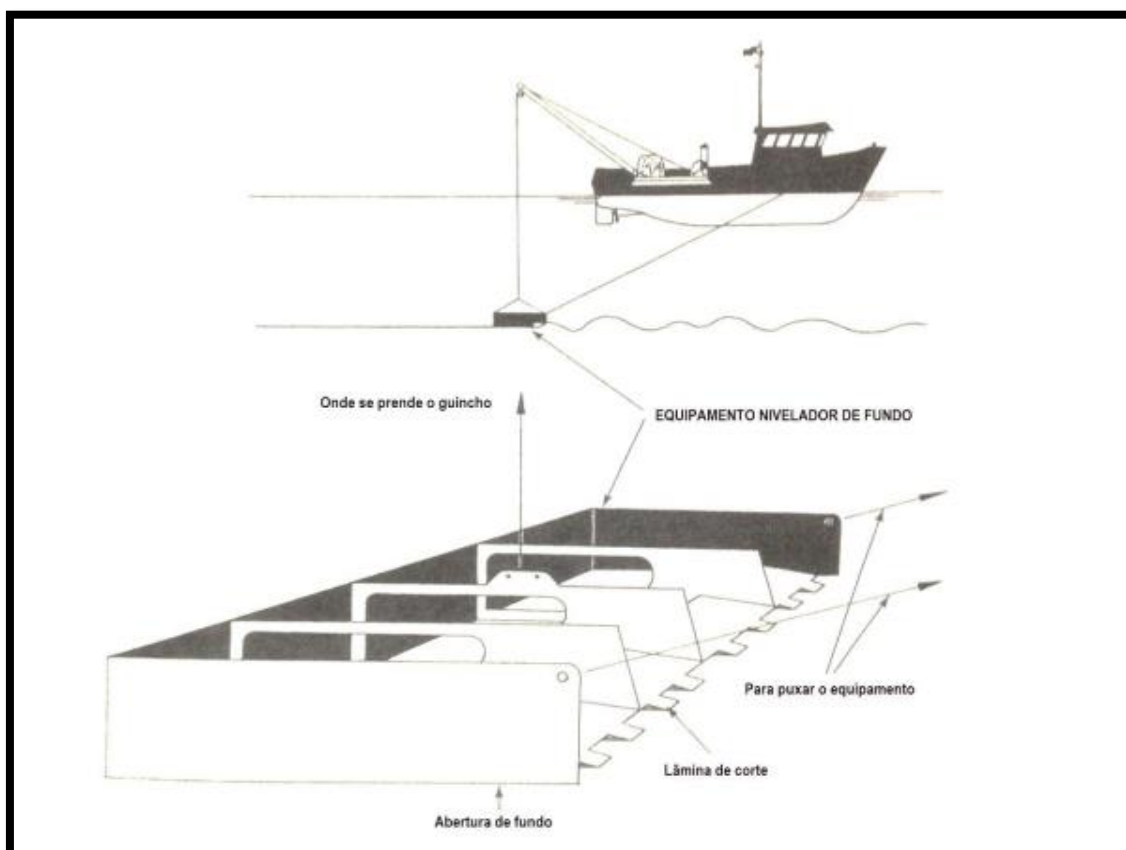 Onde se prende o guincho
EQUIPAMENTO NIVELADOR DE FUNDO
Para puxar o equipamento
Lâmina de corte
Abertura de fundo